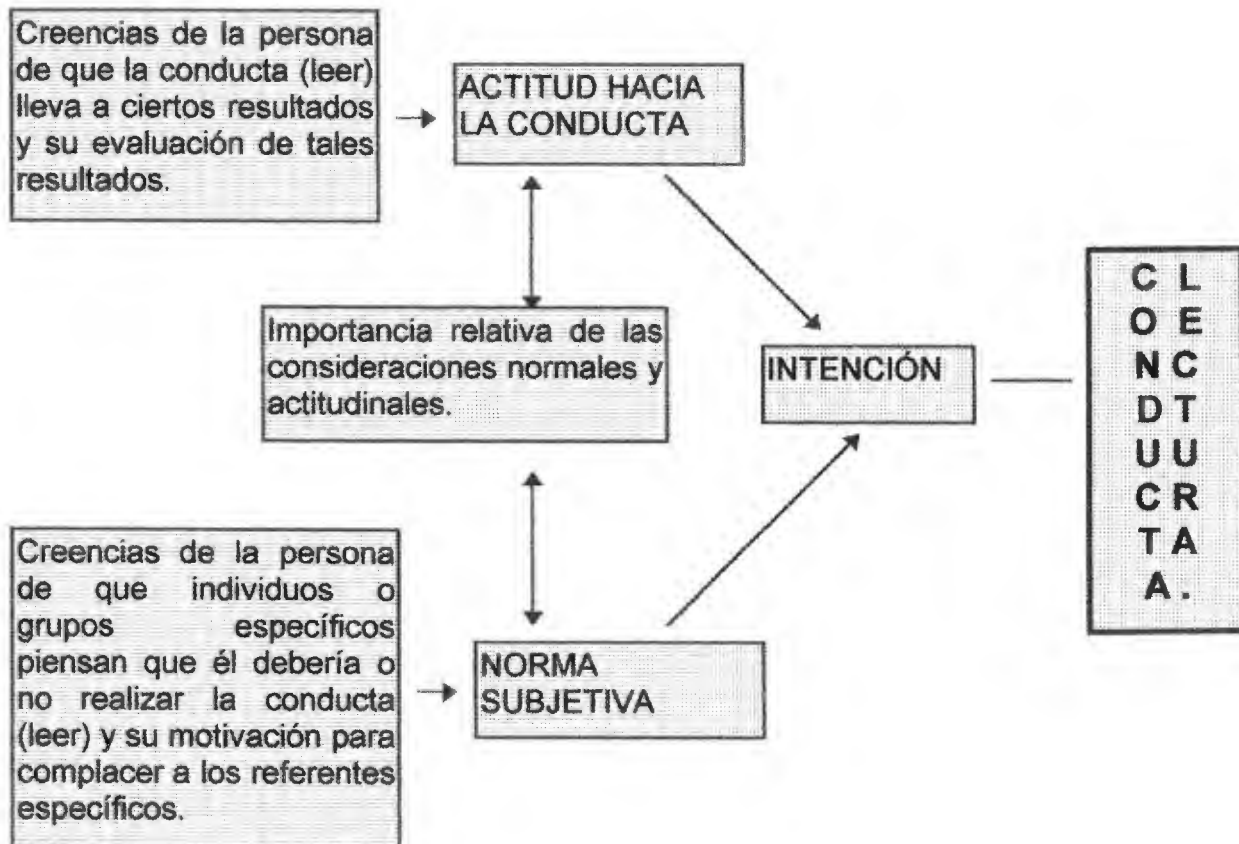 Creencias de la persona
de que la conducta (leer)
lleva a ciertos resultados
y su evaluación de tales
resultados.
ACTITUD HACIA
LA CONDUCTA
Importancia relativa de las
consideraciones normales y
actitudinales.
INTENCIÓN
CONDUCTA
LECTURA.
Creencias de la persona
de que individuos o
grupos específicos
piensan que él debería o
no realizar la conducta
(leer) y su motivación para
complacer a los referentes
específicos.
NORMA
SUBJETIVA